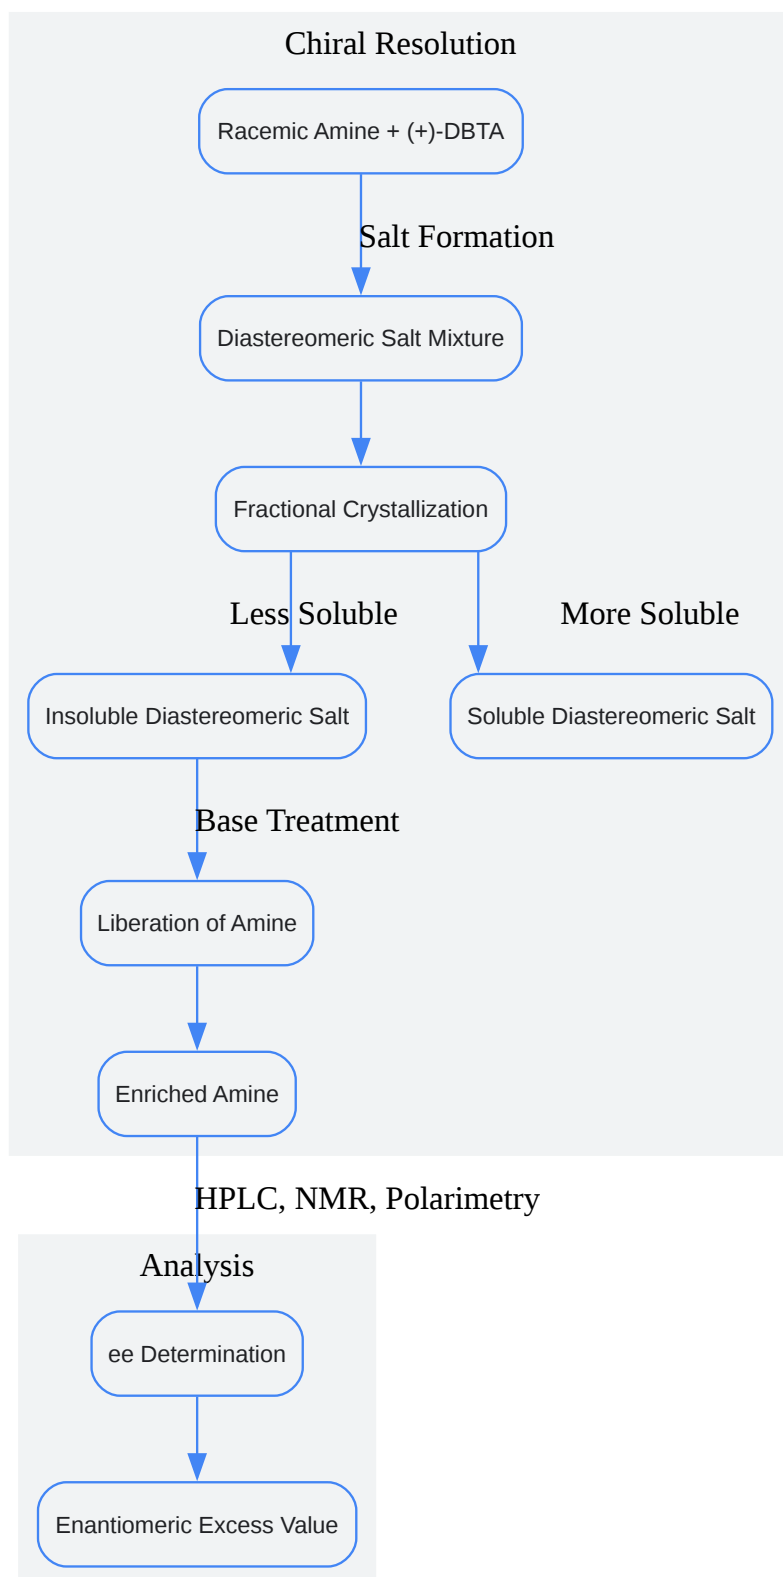 Chiral Resolution
Racemic Amine + (+)-DBTA
Salt Formation
Diastereomeric Salt Mixture
Fractional Crystallization
Less Soluble
More Soluble
Insoluble Diastereomeric Salt
Soluble Diastereomeric Salt
Base Treatment
Liberation of Amine
Enriched Amine
HPLC, NMR, Polarimetry
Analysis
ee Determination
Enantiomeric Excess Value